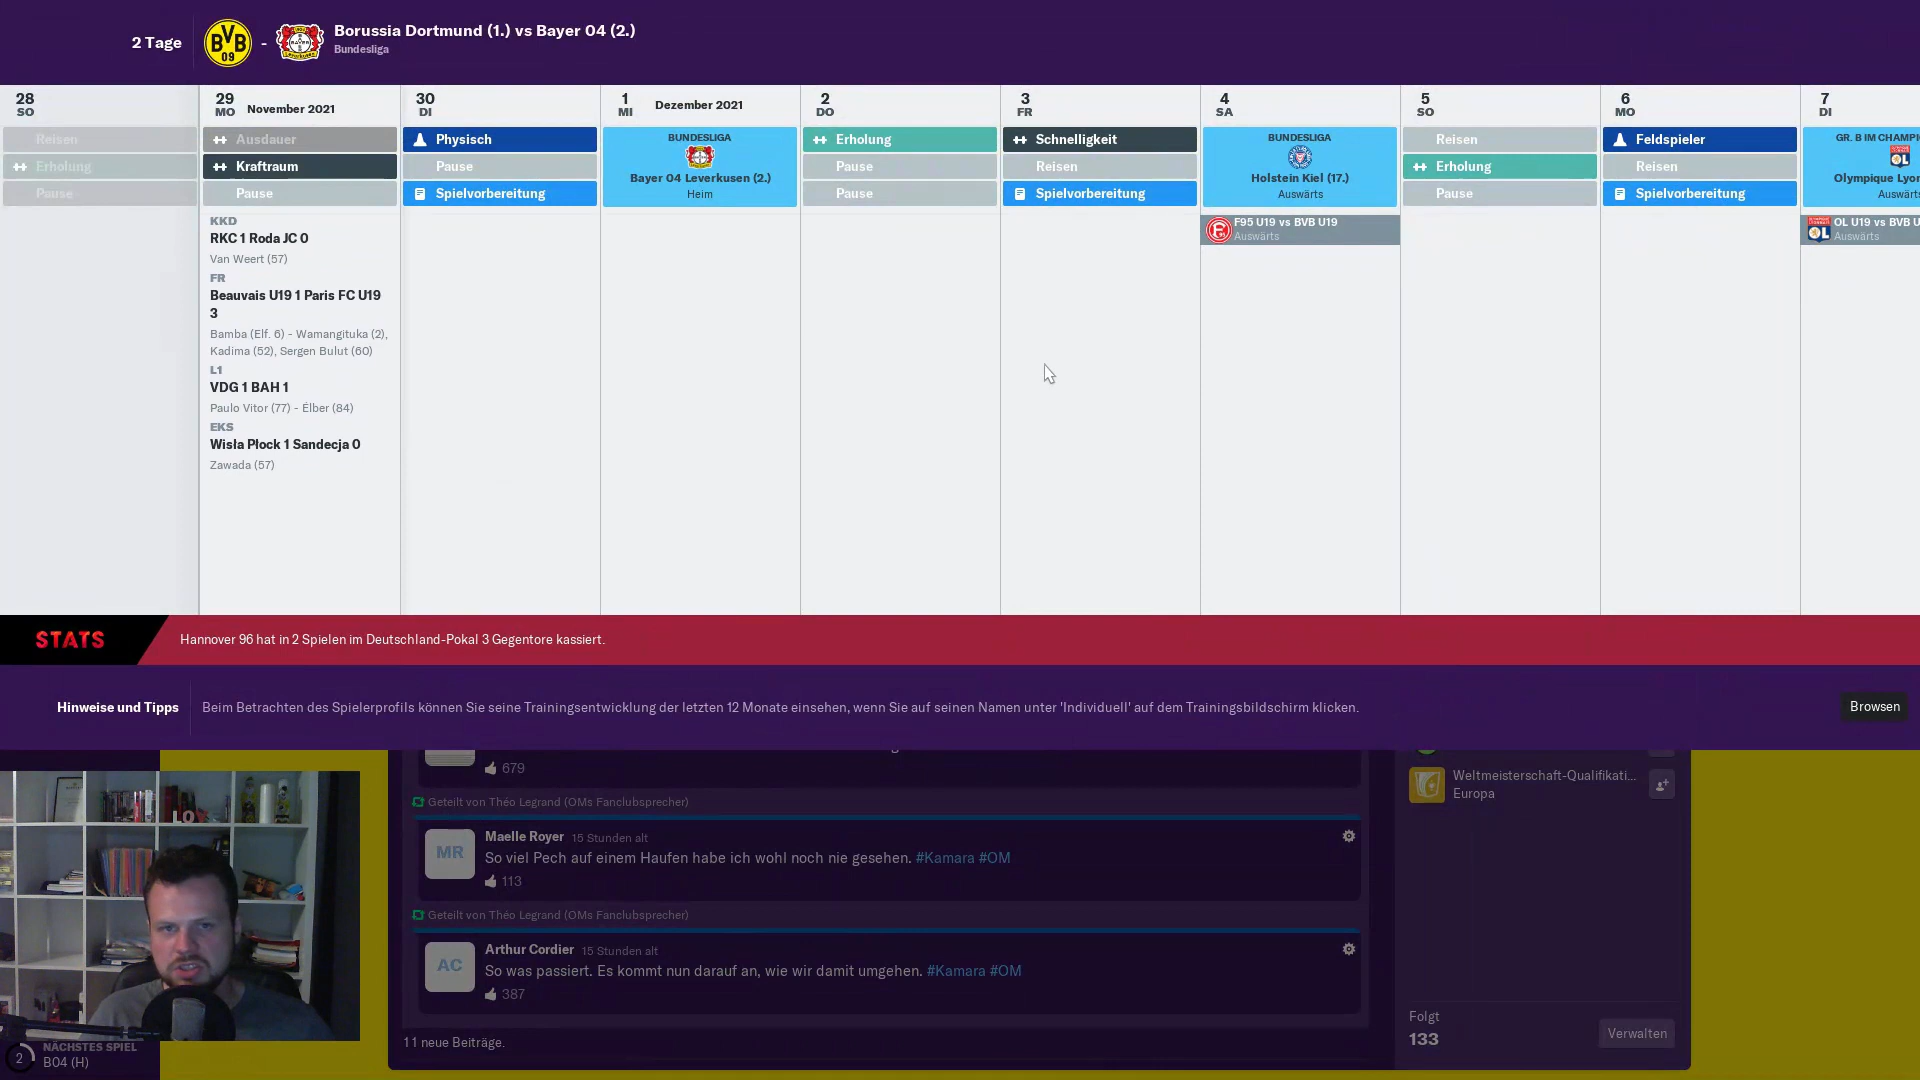 2 Tage
BVB 09
-
Borussia Dortmund (1.) vs Bayer 04 (2.)
Bundesliga
28
SO
29
MO
November 2021
30
DI
1
MI
Dezember 2021
2
DO
3
FR
4
SA
5
SO
6
MO
7
DI
Reisen
Erholung
Pause
Ausdauer
Kraftraum
Pause
Physisch
Pause
Spielvorbereitung
BUNDESLIGA
Bayer 04 Leverkusen (2.)
Heim
Erholung
Pause
Pause
Schnelligkeit
Reisen
Spielvorbereitung
BUNDESLIGA
Holstein Kiel (17.)
Auswärts
F95 U19 vs BVB U19
Auswärts
Reisen
Erholung
Pause
Feldspieler
Reisen
Spielvorbereitung
GR. B IM CHAMPI
OL
Olympique Lyon
Auswärts
OL U19 vs BVB U
Auswärts
KKD
RKC 1 Roda JC 0
Van Weert (57)
FR
Beauvais U19 1 Paris FC U19
3
Bamba (Elf. 6) - Wamangituka (2),
Kadima (52), Sergen Bulut (60)
L1
VDG 1 BAH 1
Paulo Vitor (77) - Élber (84)
EKS
Wisła Płock 1 Sandecja 0
Zawada (57)
STATS
Hannover 96 hat in 2 Spielen im Deutschland-Pokal 3 Gegentore kassiert.
Hinweise und Tipps
Beim Betrachten des Spielerprofils können Sie seine Trainingsentwicklung der letzten 12 Monate einsehen, wenn Sie auf seinen Namen unter 'Individuell' auf dem Trainingsbildschirm klicken.
Browsen
679
Geteilt von Théo Legrand (OMs Fanclubsprecher)
MR
Maelle Royer 15 Stunden alt
So viel Pech auf einem Haufen habe ich wohl noch nie gesehen. #Kamara #OM
113
Geteilt von Théo Legrand (OMs Fanclubsprecher)
AC
Arthur Cordier 15 Stunden alt
So was passiert. Es kommt nun darauf an, wie wir damit umgehen. #Kamara #OM
387
11 neue Beiträge.
Weltmeisterschaft-Qualifikati...
Europa
Folgt
133
Verwalten
2
NÄCHSTES SPIEL
B04 (H)